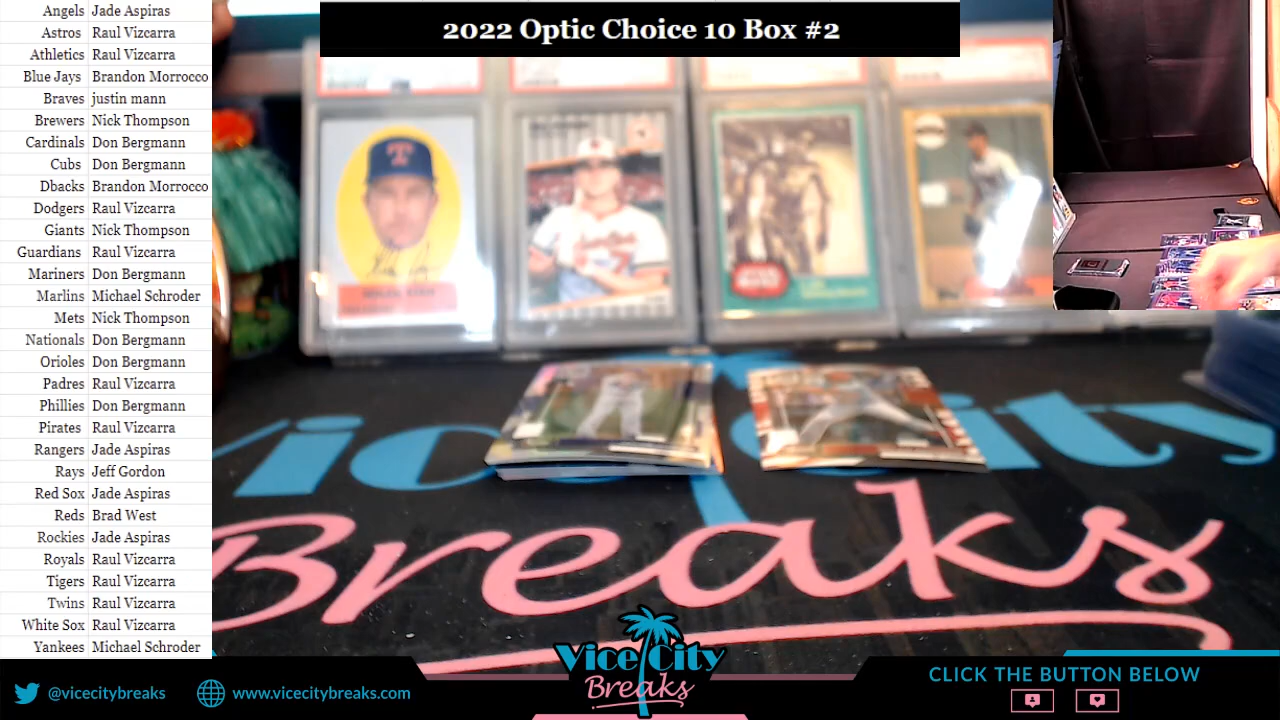 2022 Optic Choice 10 Box #2
Angels Jade Aspiras
Astros Raul Vizcarra
Athletics Raul Vizcarra
Blue Jays Brandon Morrocco
Braves justin mann
Brewers Nick Thompson
Cardinals Don Bergmann
Cubs Don Bergmann
Dbacks Brandon Morrocco
Dodgers Raul Vizcarra
Giants Nick Thompson
Guardians Raul Vizcarra
Mariners Don Bergmann
Marlins Michael Schroder
Mets Nick Thompson
Nationals Don Bergmann
Orioles Don Bergmann
Padres Raul Vizcarra
Phillies Don Bergmann
Pirates Raul Vizcarra
Rangers Jade Aspiras
Rays Jeff Gordon
Red Sox Jade Aspiras
Reds Brad West
Rockies Jade Aspiras
Royals Raul Vizcarra
Tigers Raul Vizcarra
Twins Raul Vizcarra
White Sox Raul Vizcarra
Yankees Michael Schroder
T
Vice City
Breaks
Vice City
Breaks
@vicecitybreaks
www.vicecitybreaks.com
CLICK THE BUTTON BELOW